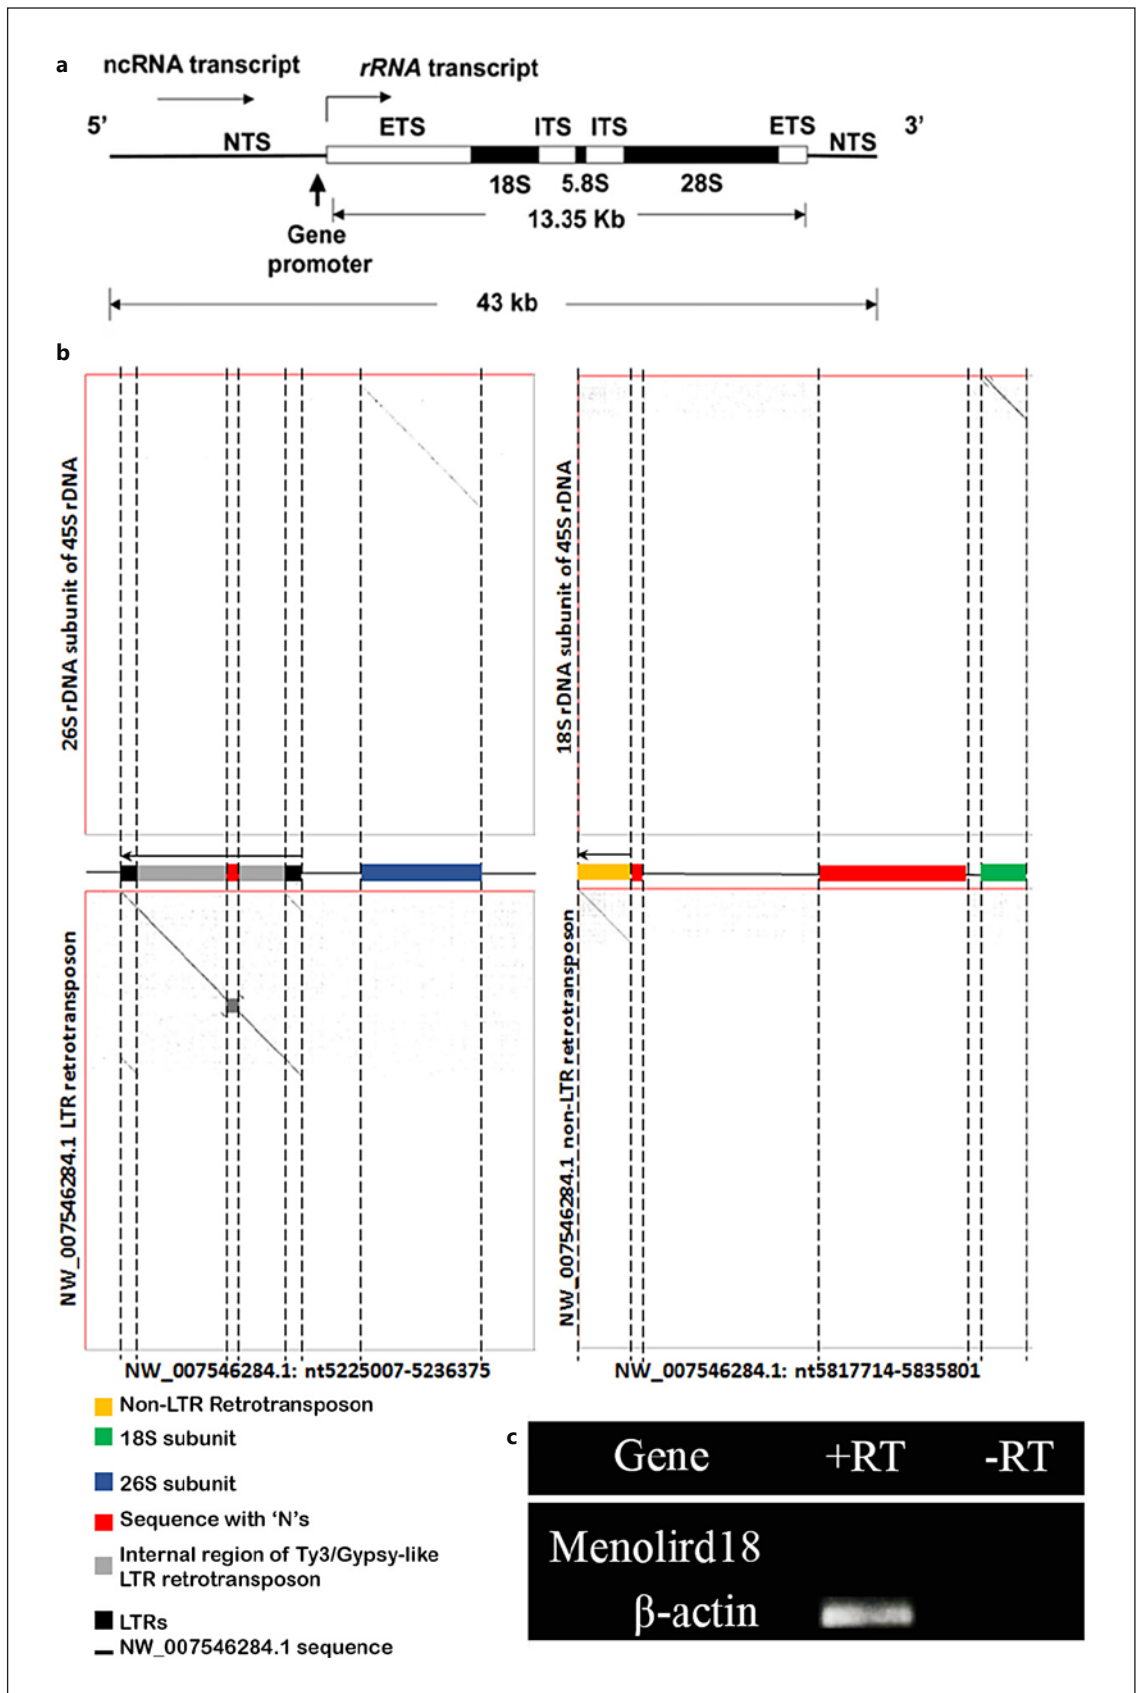 a
ncRNA transcript
rRNA transcript
5’
NTS
ETS
ITS
ITS
ETS
NTS
3’
18S
5.8S
28S
13.35 Kb
Gene
promoter
43 kb
b
26S rDNA subunit of 45S rDNA
18S rDNA subunit of 45S rDNA
NW_007546284.1 LTR retrotransposon
NW_007546284.1 non-LTR retrotransposon
NW_007546284.1: nt5225007-5236375
NW_007546284.1: nt5817714-5835801
Non-LTR Retrotransposon
18S subunit
26S subunit
Sequence with ‘N’s
Internal region of Ty3/Gypsy-like
LTR retrotransposon
LTRs
NW_007546284.1 sequence
c
Gene +RT -RT
Menolird18
β-actin